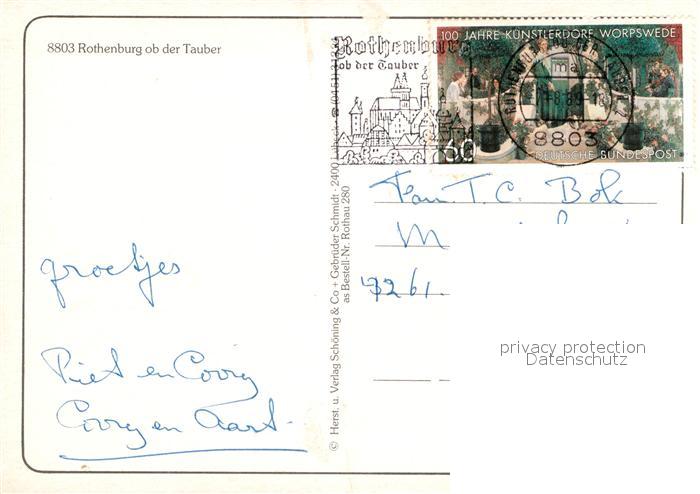 8803 Rothenburg ob der Tauber
Rothenburg
ob der Tauber
100 JAHRE KÜNSTLERDORF WORPSWEDE
8803
60
DEUTSCHE BUNDESPOST
© Herst. u. Verlag Schöning & Co + Gebrüder Schmidt - 2400
as Bestell-Nr. Rothau 280
Fam T.C. Bok
M
7261
groetjes
Piet en Corry
Corry en Aart
privacy protection
Datenschutz